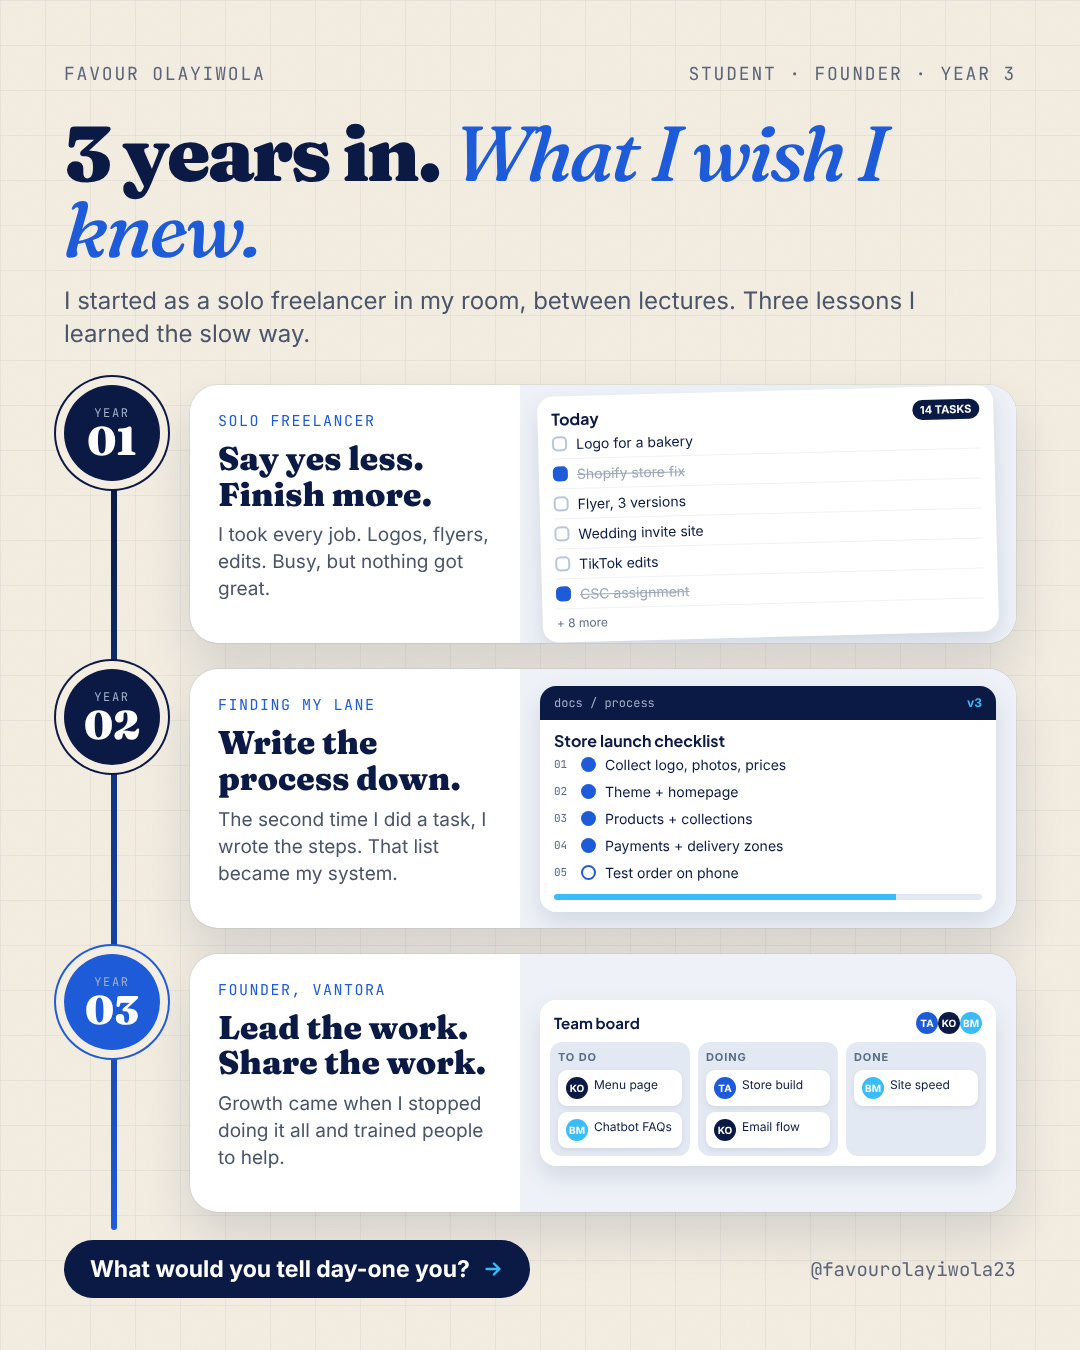 FAVOUR OLAYIWOLA
STUDENT · FOUNDER · YEAR 3
3 years in. What I wish I
knew.
I started as a solo freelancer in my room, between lectures. Three lessons I
learned the slow way.
YEAR
01
SOLO FREELANCER
Say yes less.
Finish more.
I took every job. Logos, flyers,
edits. Busy, but nothing got
great.
Today
14 TASKS
Logo for a bakery
Shopify store fix
Flyer, 3 versions
Wedding invite site
TikTok edits
CSC assignment
+ 8 more
YEAR
02
FINDING MY LANE
Write the
process down.
The second time I did a task, I
wrote the steps. That list
became my system.
docs / process
v3
Store launch checklist
01 Collect logo, photos, prices
02 Theme + homepage
03 Products + collections
04 Payments + delivery zones
05 Test order on phone
YEAR
03
FOUNDER, VANTORA
Lead the work.
Share the work.
Growth came when I stopped
doing it all and trained people
to help.
Team board
TA KO BM
TO DO
KO Menu page
BM Chatbot FAQs
DOING
TA Store build
KO Email flow
DONE
BM Site speed
What would you tell day-one you? →
@favourolayiwola23